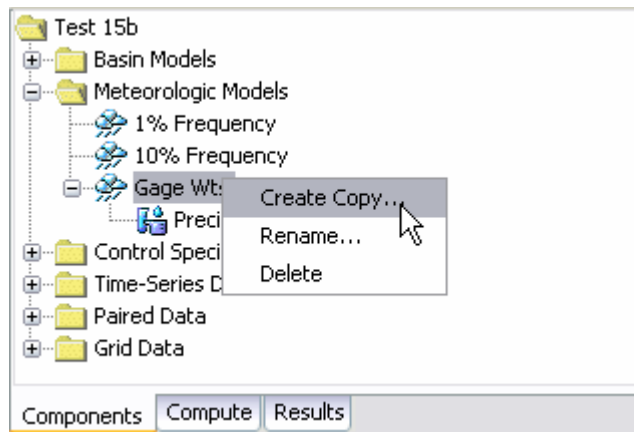 Test 15b
Basin Models
Meteorologic Models
1% Frequency
10% Frequency
Gage Wts
Create Copy...
Preci
Rename...
Control Speci
Delete
Time-Series D
Paired Data
Grid Data
Components Compute Results